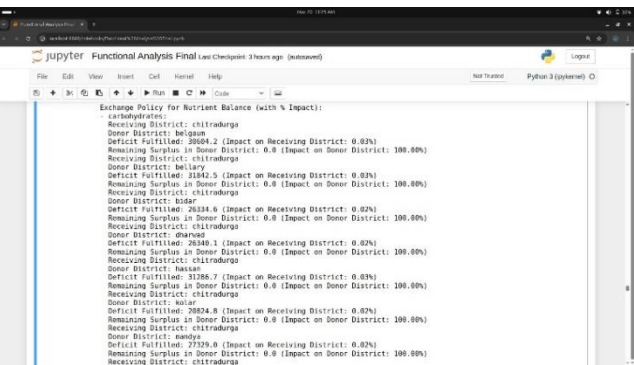 Functional Analysis Final
jupyter Functional Analysis Final Last Checkpoint: 3 hours ago (autosaved)
Logout
File Edit View Insert Cell Kernel Help
Not Trusted
Python 3 (ipykernel)
Run
Code
Exchange Policy for Nutrient Balance (with % Impact):
- carbohydrates:
Receiving District: chitradurga
Donor District: belgaum
Deficit Fulfilled: 30604.2 (Impact on Receiving District: 0.03%)
Remaining Surplus in Donor District: 0.0 (Impact on Donor District: 100.00%)
Receiving District: chitradurga
Donor District: bellary
Deficit Fulfilled: 31842.5 (Impact on Receiving District: 0.03%)
Remaining Surplus in Donor District: 0.0 (Impact on Donor District: 100.00%)
Receiving District: chitradurga
Donor District: bidar
Deficit Fulfilled: 26334.6 (Impact on Receiving District: 0.02%)
Remaining Surplus in Donor District: 0.0 (Impact on Donor District: 100.00%)
Receiving District: chitradurga
Donor District: dharwad
Deficit Fulfilled: 26340.1 (Impact on Receiving District: 0.02%)
Remaining Surplus in Donor District: 0.0 (Impact on Donor District: 100.00%)
Receiving District: chitradurga
Donor District: hassan
Deficit Fulfilled: 31286.7 (Impact on Receiving District: 0.03%)
Remaining Surplus in Donor District: 0.0 (Impact on Donor District: 100.00%)
Receiving District: chitradurga
Donor District: kolar
Deficit Fulfilled: 20824.8 (Impact on Receiving District: 0.02%)
Remaining Surplus in Donor District: 0.0 (Impact on Donor District: 100.00%)
Receiving District: chitradurga
Donor District: mandya
Deficit Fulfilled: 27329.0 (Impact on Receiving District: 0.02%)
Remaining Surplus in Donor District: 0.0 (Impact on Donor District: 100.00%)
Receiving District: chitradurga